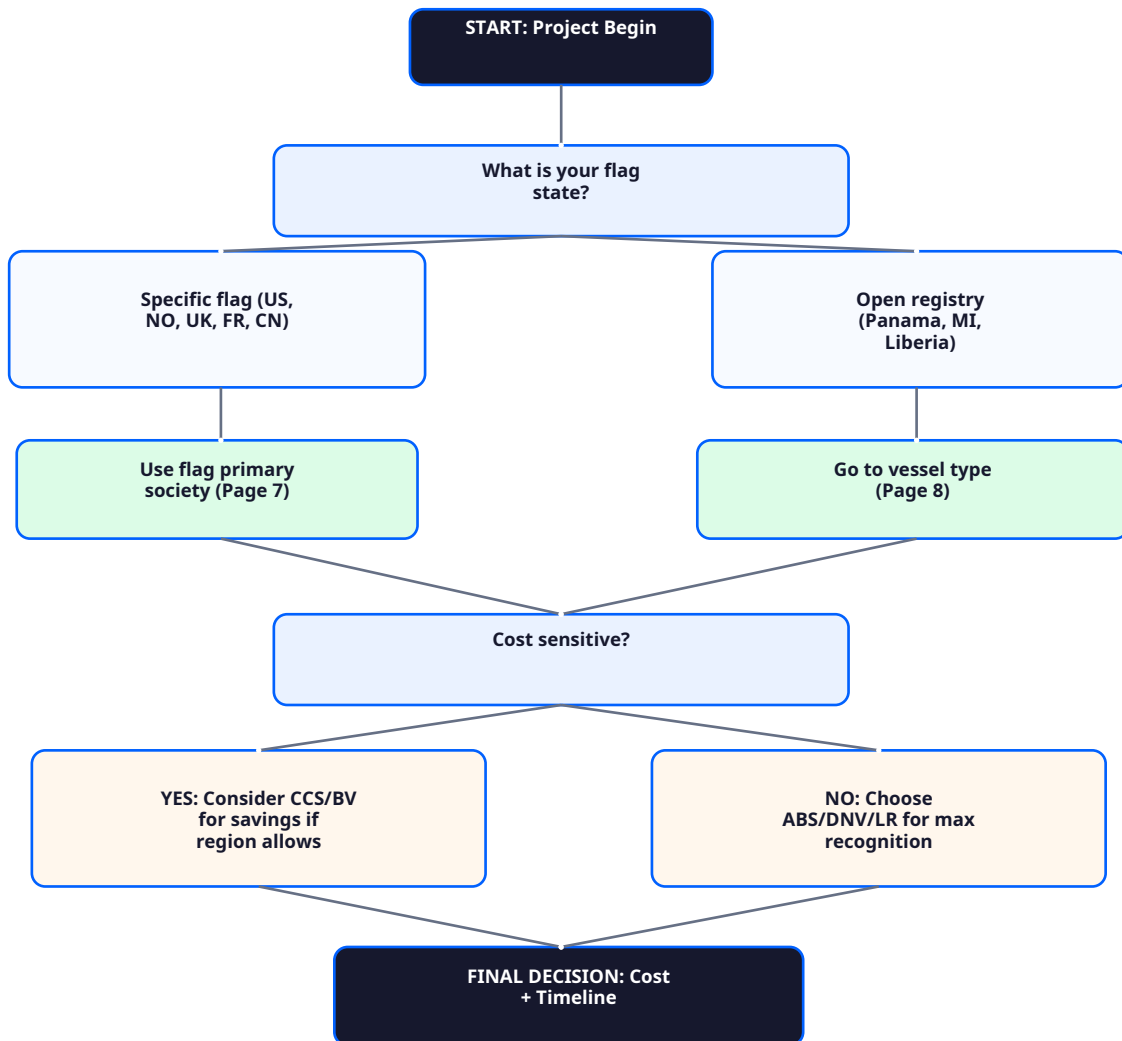 START: Project Begin
What is your flag
state?
Specific flag (US,
NO, UK, FR, CN)
Open registry
(Panama, MI,
Liberia)
Use flag primary
society (Page 7)
Go to vessel type
(Page 8)
Cost sensitive?
YES: Consider CCS/BV
for savings if
region allows
NO: Choose
ABS/DNV/LR for max
recognition
FINAL DECISION: Cost
+ Timeline